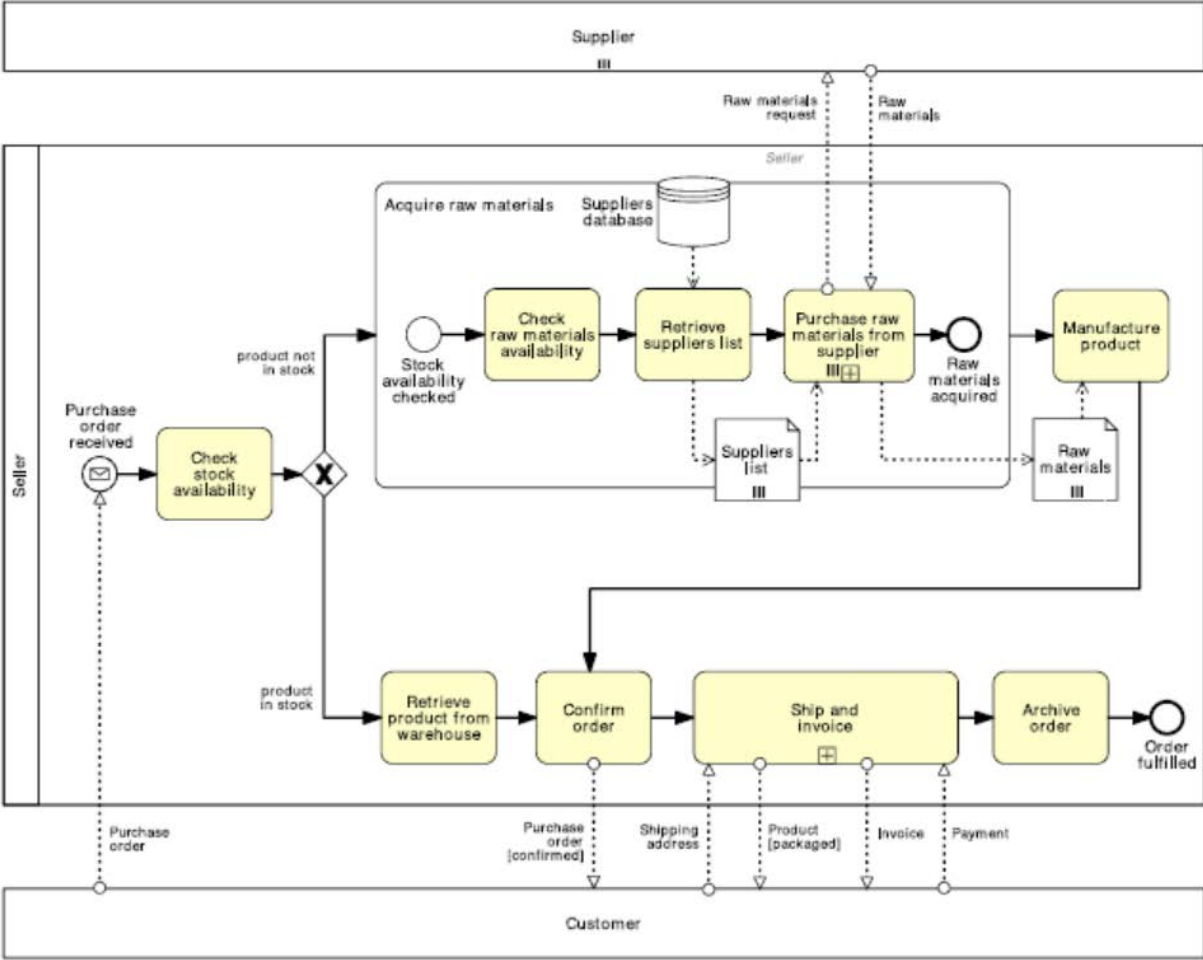 Supplier
Raw materials
request
Raw
materials
Seller
Seller
Acquire raw materials
Suppliers
database
Check
raw materials
availability
Retrieve
suppliers list
Purchase raw
materials from
supplier
Manufacture
product
product not
in stock
Stock
availability
checked
Raw
materials
acquired
Purchase
order
received
Check
stock
availability
X
Suppliers
list
Raw
materials
product
in stock
Retrieve
product from
warehouse
Confirm
order
Ship and
invoice
Archive
order
Order
fulfilled
Purchase
order
Purchase
order
[confirmed]
Shipping
address
Product
[packaged]
Invoice
Payment
Customer